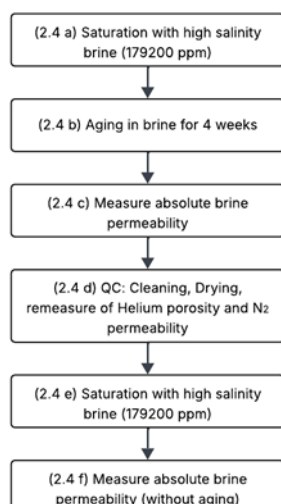 (2.4 a) Saturation with high salinity
brine (179200 ppm)
(2.4 b) Aging in brine for 4 weeks
(2.4 c) Measure absolute brine
permeability
(2.4 d) QC: Cleaning, Drying,
remeasure of Helium porosity and N₂
permeability
(2.4 e) Saturation with high salinity
brine (179200 ppm)
(2.4 f) Measure absolute brine
permeability (without aging)